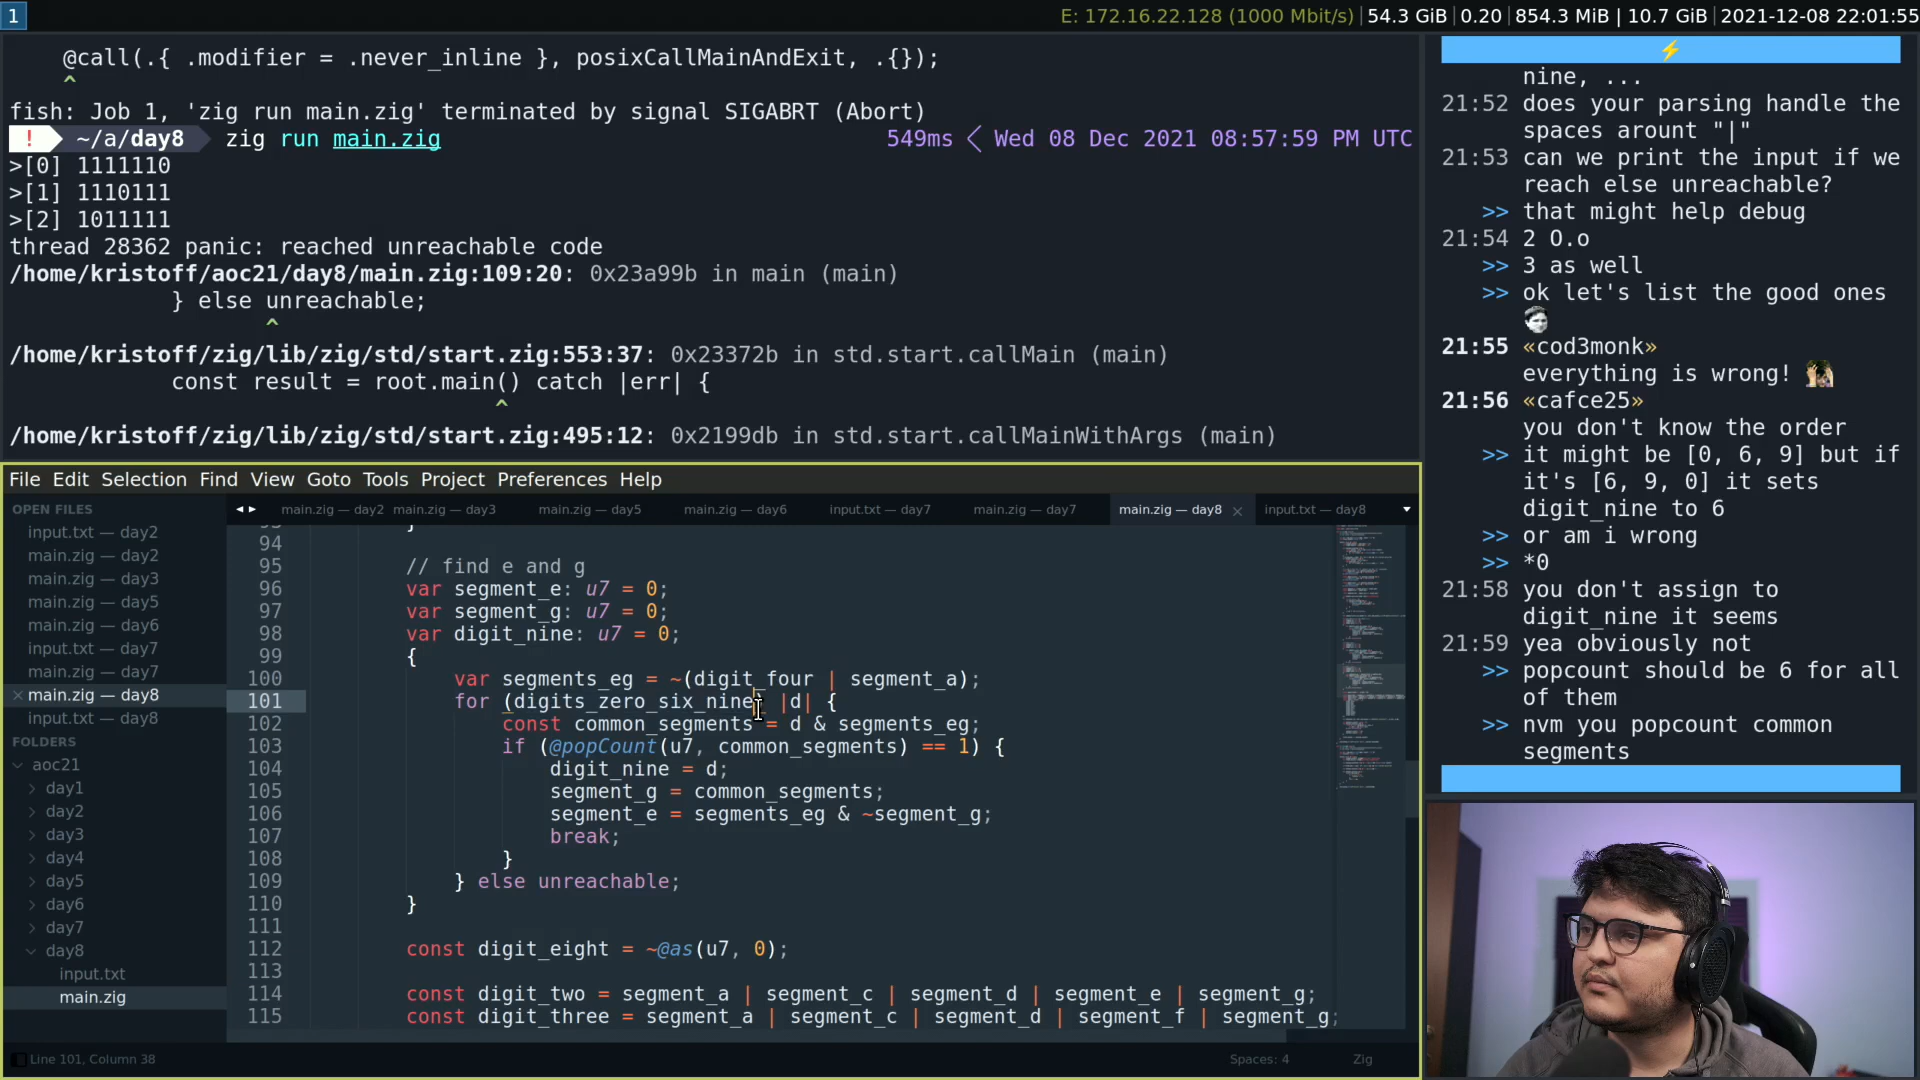 1
E: 172.16.22.128 (1000 Mbit/s) | 54.3 GiB | 0.20 | 854.3 MiB | 10.7 GiB | 2021-12-08 22:01:55
@call(.{ .modifier = .never_inline }, posixCallMainAndExit, .{});
^
fish: Job 1, 'zig run main.zig' terminated by signal SIGABRT (Abort)
! ~/a/day8 zig run main.zig 549ms < Wed 08 Dec 2021 08:57:59 PM UTC
>[0] 1111110
>[1] 1110111
>[2] 1011111
thread 28362 panic: reached unreachable code
/home/kristoff/aoc21/day8/main.zig:109:20: 0x23a99b in main (main)
} else unreachable;
^
/home/kristoff/zig/lib/zig/std/start.zig:553:37: 0x23372b in std.start.callMain (main)
const result = root.main() catch |err| {
^
/home/kristoff/zig/lib/zig/std/start.zig:495:12: 0x2199db in std.start.callMainWithArgs (main)
nine, ...
21:52 does your parsing handle the
spaces arount "|"
21:53 can we print the input if we
reach else unreachable?
>> that might help debug
21:54 2 O.o
>> 3 as well
>> ok let's list the good ones
21:55 «cod3monk»
everything is wrong!
21:56 «cafce25»
you don't know the order
>> it might be [0, 6, 9] but if
it's [6, 9, 0] it sets
digit_nine to 6
>> or am i wrong
>> *0
21:58 you don't assign to
digit_nine it seems
21:59 yea obviously not
>> popcount should be 6 for all
of them
>> nvm you popcount common
segments
File Edit Selection Find View Goto Tools Project Preferences Help
OPEN FILES
input.txt — day2
main.zig — day2
main.zig — day3
main.zig — day5
main.zig — day6
input.txt — day7
main.zig — day7
main.zig — day8
input.txt — day8
FOLDERS
aoc21
day1
day2
day3
day4
day5
day6
day7
day8
input.txt
main.zig
main.zig — day2 main.zig — day3 main.zig — day5 main.zig — day6 input.txt — day7 main.zig — day7 main.zig — day8 input.txt — day8
93 }
94
95 // find e and g
96 var segment_e: u7 = 0;
97 var segment_g: u7 = 0;
98 var digit_nine: u7 = 0;
99 {
100 var segments_eg = ~(digit_four | segment_a);
101 for (digits_zero_six_nine) |d| {
102 const common_segments = d & segments_eg;
103 if (@popCount(u7, common_segments) == 1) {
104 digit_nine = d;
105 segment_g = common_segments;
106 segment_e = segments_eg & ~segment_g;
107 break;
108 }
109 } else unreachable;
110 }
111
112 const digit_eight = ~@as(u7, 0);
113
114 const digit_two = segment_a | segment_c | segment_d | segment_e | segment_g;
115 const digit_three = segment_a | segment_c | segment_d | segment_f | segment_g;
Line 101, Column 38 Spaces: 4 Zig